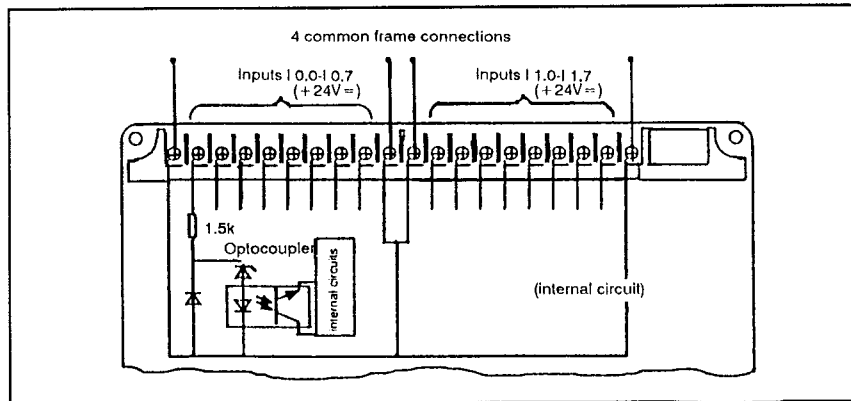 4 common frame connections
Inputs I 0.0-I 0.7
(+24V=)
Inputs I 1.0-I 1.7
(+24V=)
1.5k
Optocoupler
internal circuits
(internal circuit)